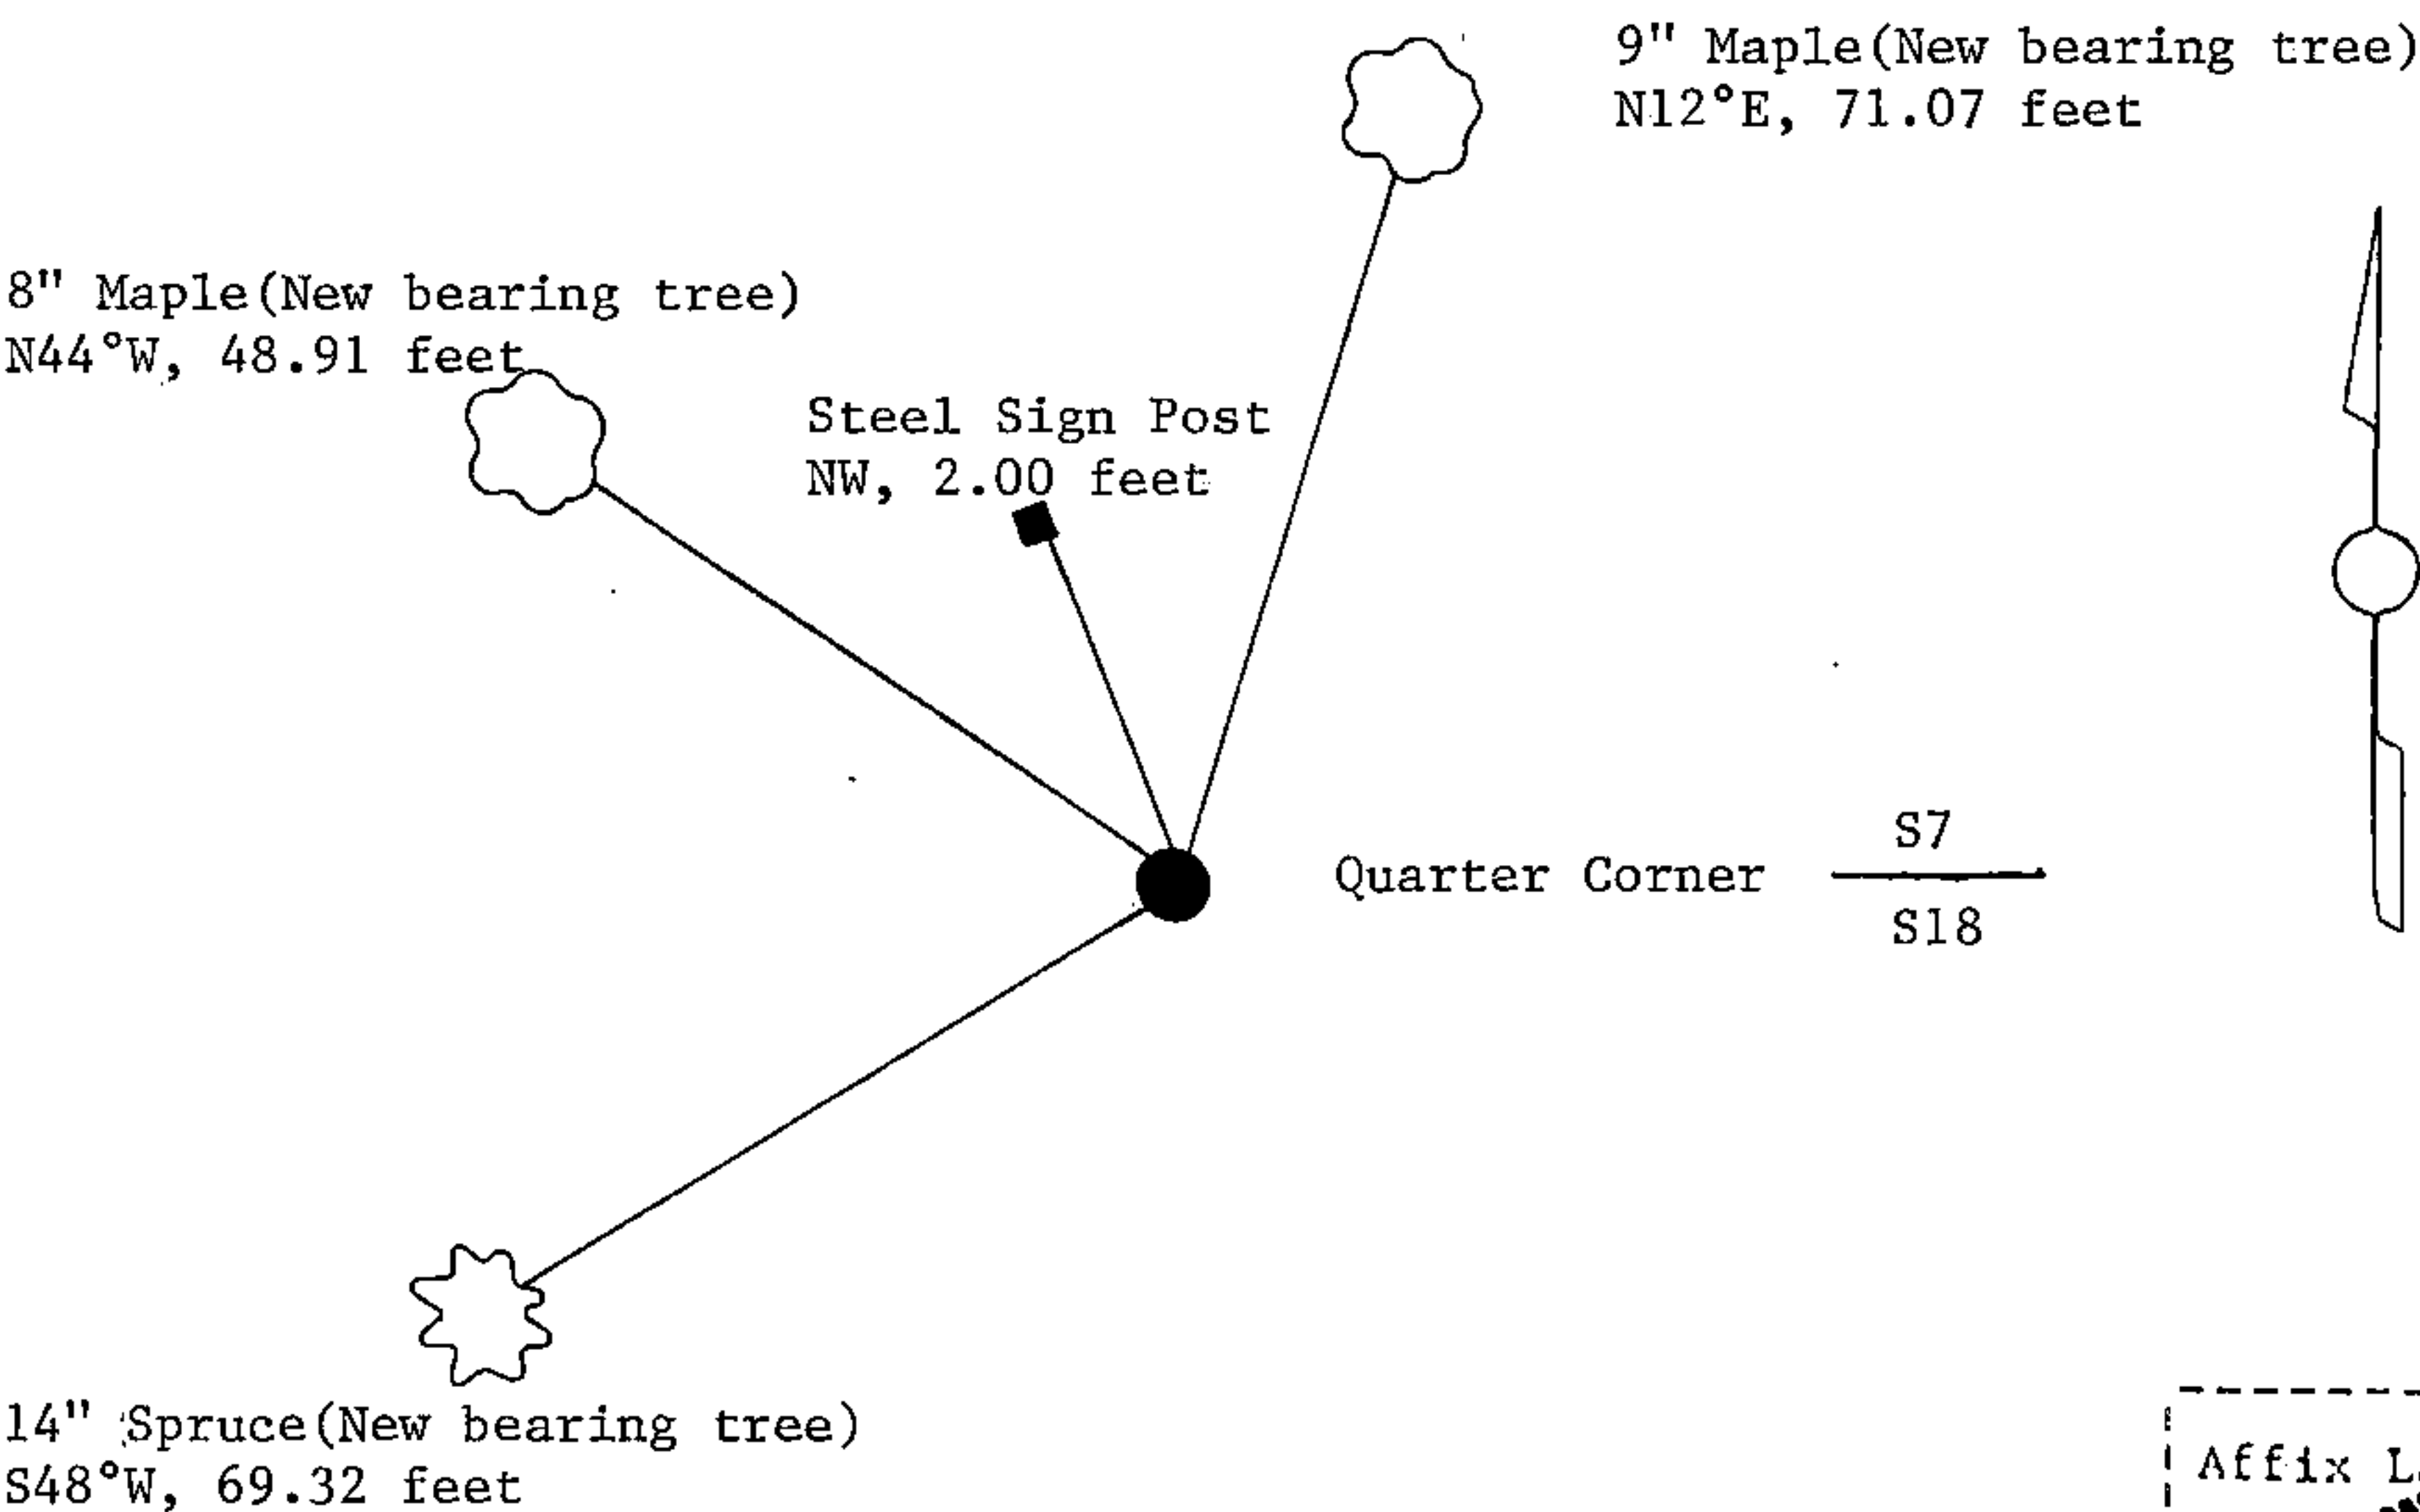 9" Maple(New bearing tree)
N12°E, 71.07 feet
8" Maple(New bearing tree)
N44°W, 48.91 feet
Steel Sign Post
NW, 2.00 feet
S7
Quarter Corner
S18
14" Spruce(New bearing tree)
S48°W, 69.32 feet
Affix